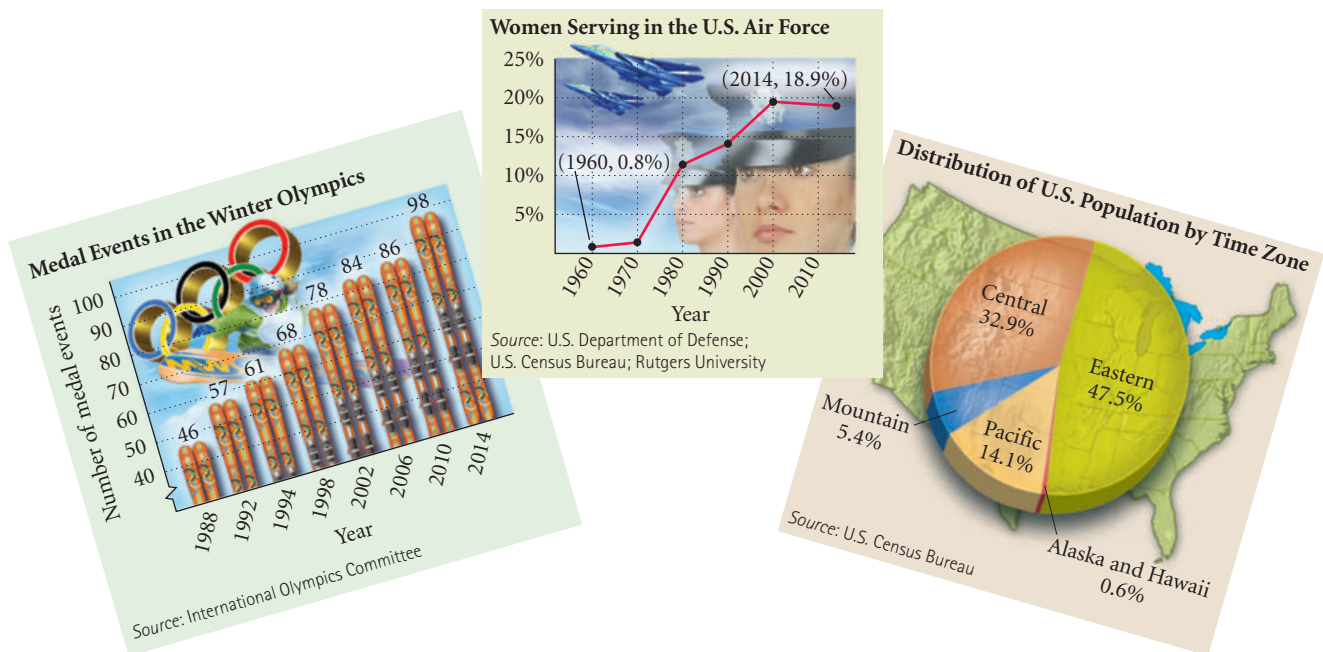 Medal Events in the Winter Olympics
Number of medal events
100
90
80
70
60
50
40
46
57
61
68
78
84
86
98
1988
1992
1994
1998
2002
2006
2010
2014
Year
Source: International Olympics Committee
Women Serving in the U.S. Air Force
25%
20%
15%
10%
5%
(1960, 0.8%)
(2014, 18.9%)
1960
1970
1980
1990
2000
2010
Year
Source: U.S. Department of Defense;
U.S. Census Bureau; Rutgers University
Distribution of U.S. Population by Time Zone
Central
32.9%
Eastern
47.5%
Mountain
5.4%
Pacific
14.1%
Alaska and Hawaii
0.6%
Source: U.S. Census Bureau